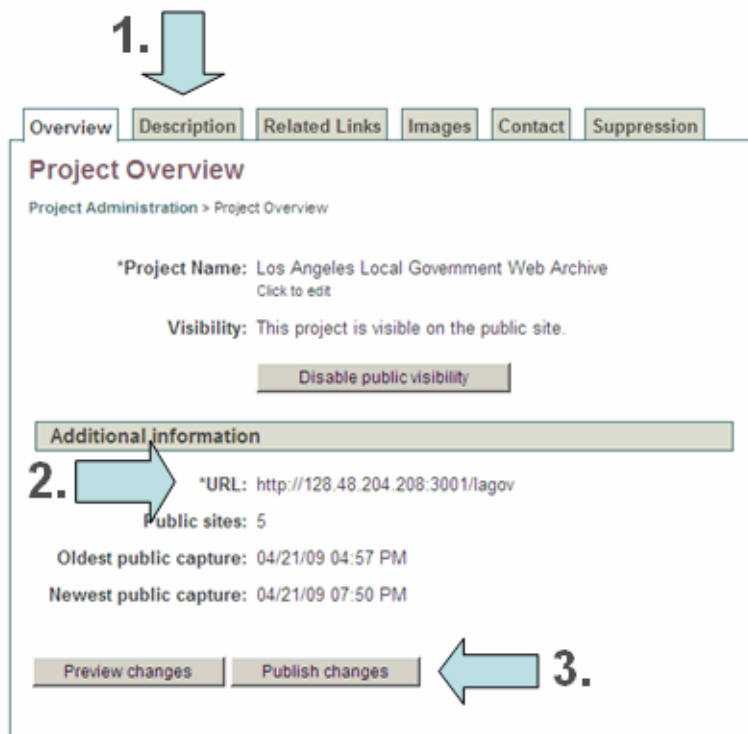 1.
Overview Description Related Links Images Contact Suppression
Project Overview
Project Administration > Project Overview
*Project Name: Los Angeles Local Government Web Archive
Click to edit
Visibility: This project is visible on the public site.
Disable public visibility
Additional information
2.
*URL: http://128.48.204.208:3001/lagov
Public sites: 5
Oldest public capture: 04/21/09 04:57 PM
Newest public capture: 04/21/09 07:50 PM
Preview changes Publish changes 3.